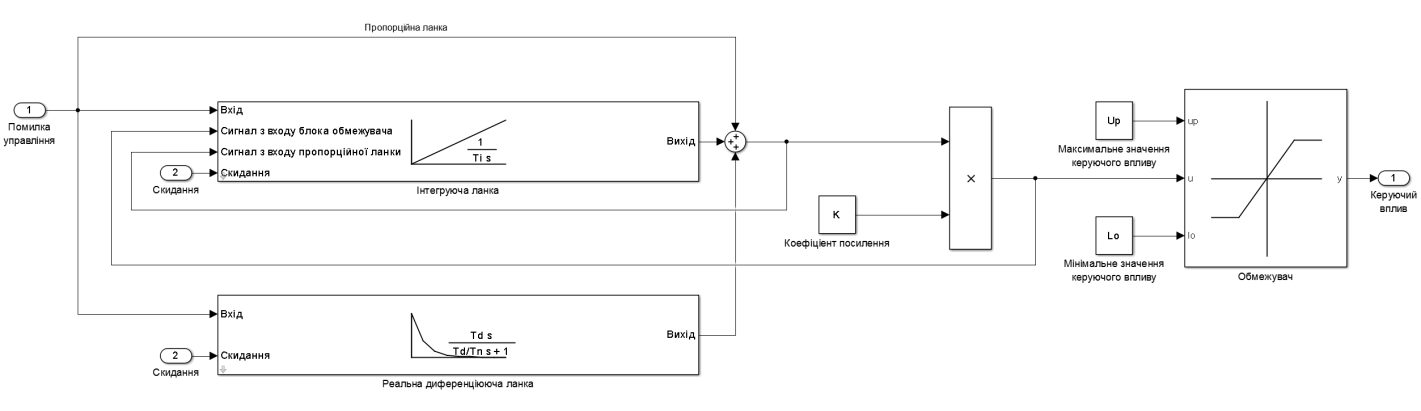 Пропорційна ланка
1
Помилка
управління
Вхід
Сигнал з входу блока обмежувача
Сигнал з входу пропорційної ланки
Скидання
1
Ti s
Вихід
Інтегруюча ланка
2
Скидання
K
Коефіцієнт посилення
×
Up
Максимальне значення
керуючого впливу
Lo
Мінімальне значення
керуючого впливу
up
u
lo
y
Обмежувач
1
Керуючий
вплив
Вхід
Скидання
Td s
Td/Tn s + 1
Вихід
Реальна диференціююча ланка
2
Скидання